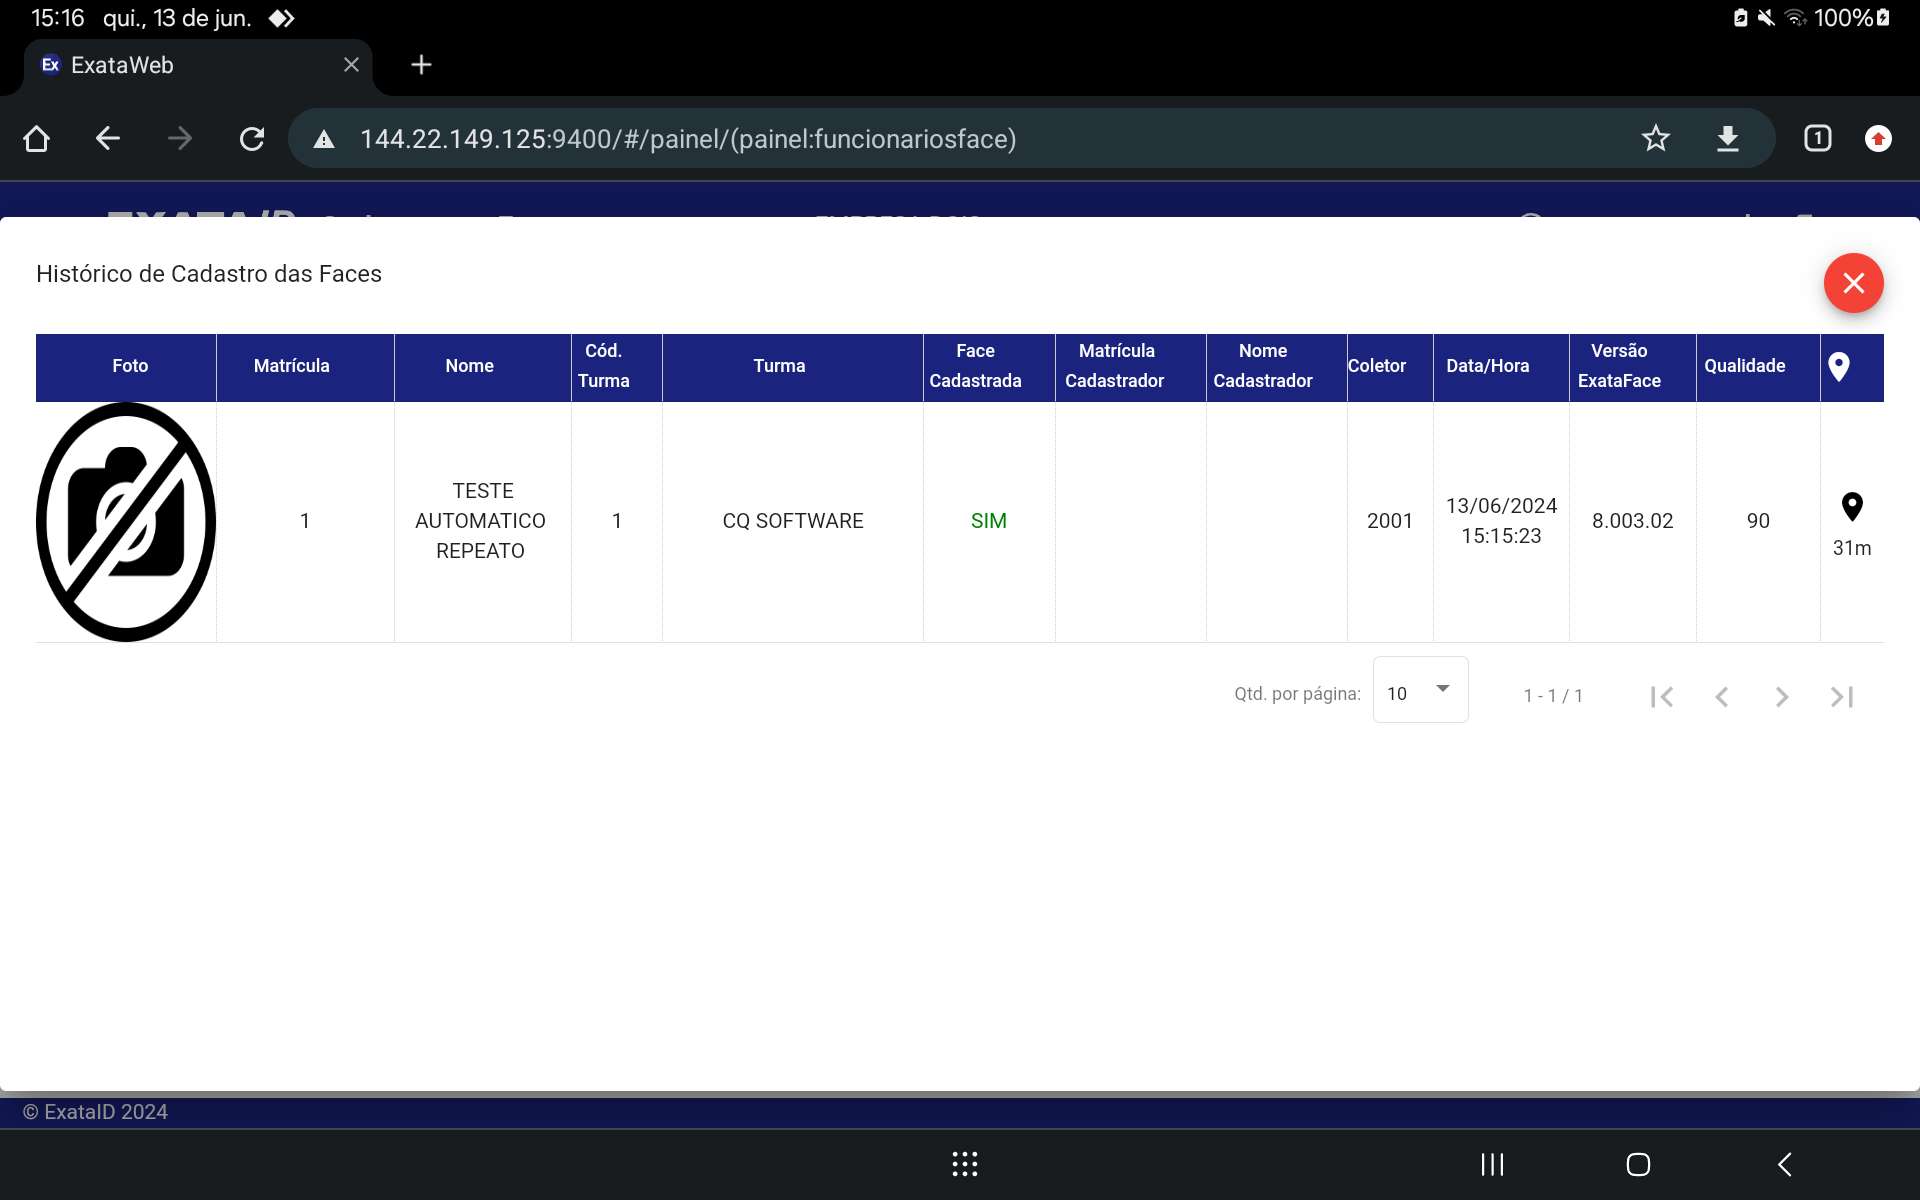 15:16 qui., 13 de jun. 100%
Ex ExataWeb
144.22.149.125:9400/#/painel/(painel:funcionariosface) 1
Histórico de Cadastro das Faces
Foto Matrícula Nome Cód. Turma Turma Face Cadastrada Matrícula Cadastrador Nome Cadastrador Coletor Data/Hora Versão ExataFace Qualidade
1 TESTE AUTOMATICO REPEATO 1 CQ SOFTWARE SIM 2001 13/06/2024 15:15:23 8.003.02 90 31m
Qtd. por página: 10 1 - 1 / 1
© ExataID 2024